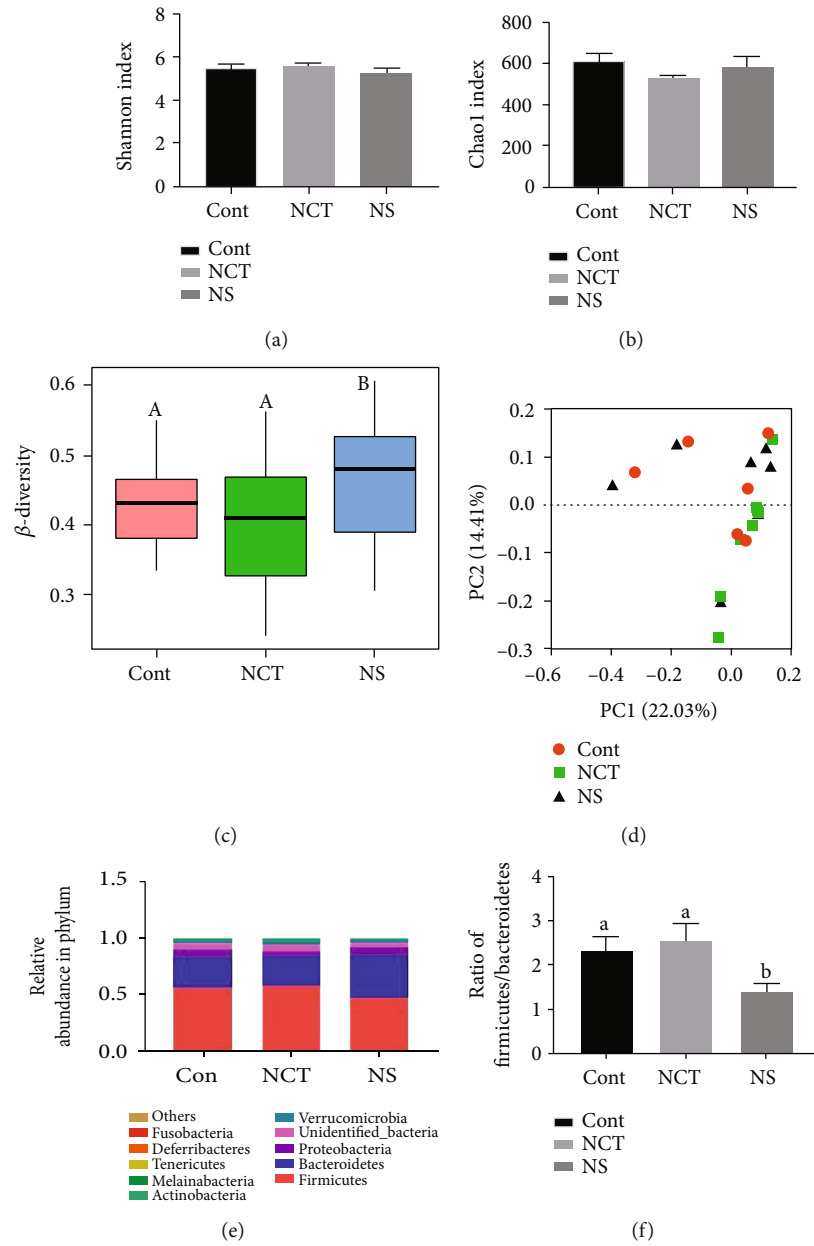 Shannon index
8
6
4
2
0
Cont NCT NS
Cont
NCT
NS
(a)
Chao1 index
800
600
400
200
0
Cont NCT NS
Cont
NCT
NS
(b)
β-diversity
0.6
0.5
0.4
0.3
A A B
Cont NCT NS
(c)
PC2 (14.41%)
0.2
0.1
0.0
−0.1
−0.2
−0.3
−0.6 −0.4 −0.2 0.0 0.2
PC1 (22.03%)
Cont
NCT
NS
(d)
Relative
abundance in phylum
1.5
1.0
0.5
0.0
Con NCT NS
Others
Fusobacteria
Deferribacteres
Tenericutes
Melainabacteria
Actinobacteria
Verrucomicrobia
Unidentified_bacteria
Proteobacteria
Bacteroidetes
Firmicutes
(e)
Ratio of
firmicutes/bacteroidetes
4
3
2
1
0
a a b
Cont NCT NS
Cont
NCT
NS
(f)